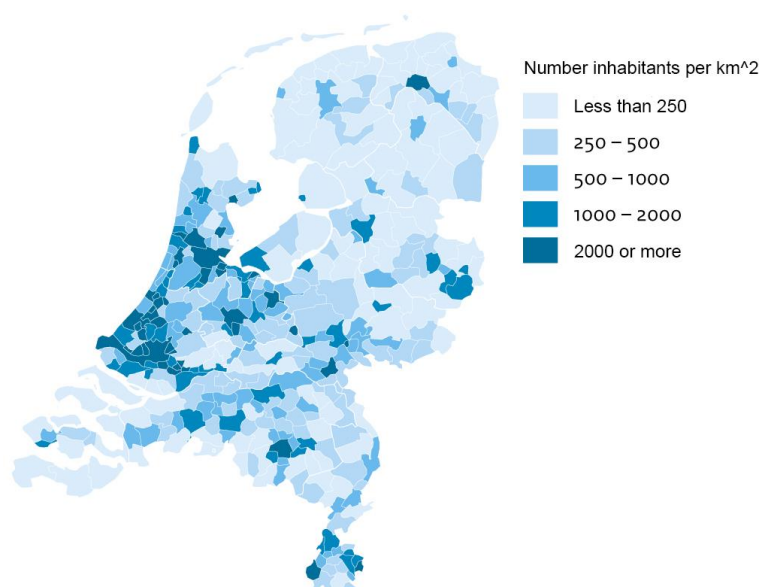 Number inhabitants per km^2
Less than 250
250 – 500
500 – 1000
1000 – 2000
2000 or more